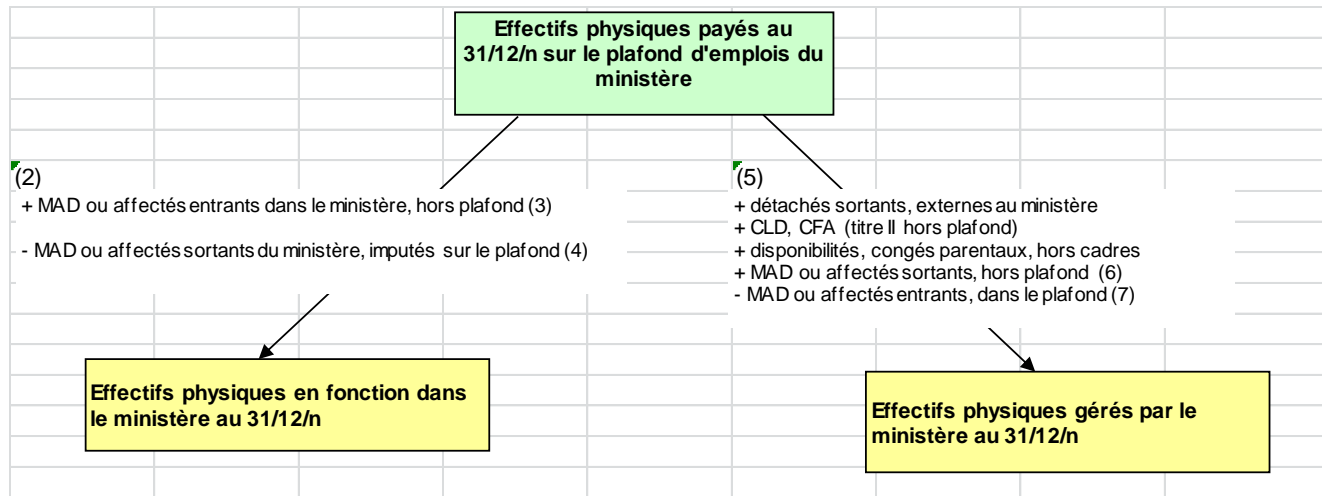 Effectifs physiques payés au
31/12/n sur le plafond d'emplois du
ministère
(2)
+ MAD ou affectés entrants dans le ministère, hors plafond (3)
- MAD ou affectés sortants du ministère, imputés sur le plafond (4)
(5)
+ détachés sortants, externes au ministère
+ CLD, CFA (titre II hors plafond)
+ disponibilités, congés parentaux, hors cadres
+ MAD ou affectés sortants, hors plafond (6)
- MAD ou affectés entrants, dans le plafond (7)
Effectifs physiques en fonction dans
le ministère au 31/12/n
Effectifs physiques gérés par le
ministère au 31/12/n